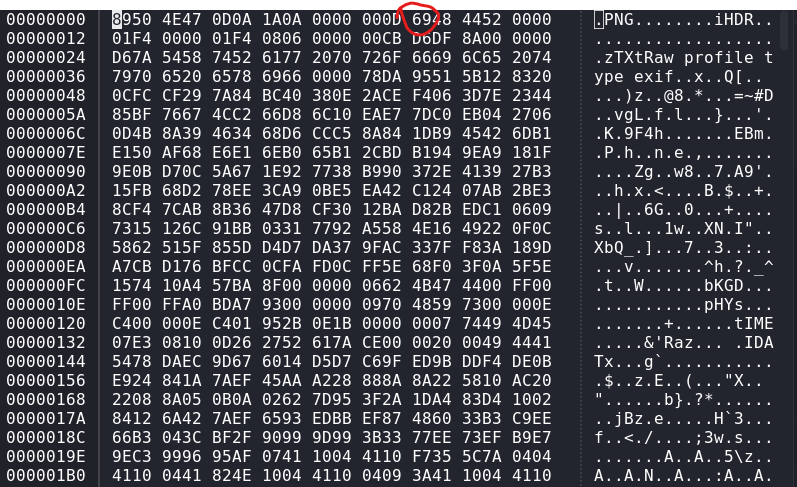 00000000 8950 4E47 0D0A 1A0A 0000 000D 6948 4452 0000 .PNG........iHDR..
00000012 01F4 0000 01F4 0806 0000 00CB D6DF 8A00 0000 ..................
00000024 D67A 5458 7452 6177 2070 726F 6669 6C65 2074 .zTXtRaw profile t
00000036 7970 6520 6578 6966 0000 78DA 9551 5B12 8320 ype exif..x..Q[.. 
00000048 0CFC CF29 7A84 BC40 380E 2ACE F406 3D7E 2344 ...)z..@8.*...=~#D
0000005A 85BF 7667 4CC2 66D8 6C10 EAE7 7DC0 EB04 2706 ..vgL.f.l...}...'.
0000006C 0D4B 8A39 4634 68D6 CCC5 8A84 1DB9 4542 6DB1 .K.9F4h.......EBm.
0000007E E150 AF68 E6E1 6EB0 65B1 2CBD B194 9EA9 181F .P.h..n.e.,.......
00000090 9E0B D70C 5A67 1E92 7738 B990 372E 4139 27B3 ....Zg..w8..7.A9'.
000000A2 15FB 68D2 78EE 3CA9 0BE5 EA42 C124 07AB 2BE3 ..h.x.<....B.$..+.
000000B4 8CF4 7CAB 8B36 47D8 CF30 12BA D82B EDC1 0609 ..|..6G..0...+....
000000C6 7315 126C 91BB 0331 7792 A558 4E16 4922 0F0C s..l...1w..XN.I"..
000000D8 5862 515F 855D D4D7 DA37 9FAC 337F F83A 189D XbQ_.]...7..3..:..
000000EA A7CB D176 BFCC 0CFA FD0C FF5E 68F0 3F0A 5F5E ...v.......^h.?._^
000000FC 1574 10A4 57BA 8F00 0000 0662 4B47 4400 FF00 .t..W......bKGD...
0000010E FF00 FFA0 BDA7 9300 0000 0970 4859 7300 000E ...........pHYs...
00000120 C400 000E C401 952B 0E1B 0000 0007 7449 4D45 .......+......tIME
00000132 07E3 0810 0D26 2752 617A CE00 0020 0049 4441 .....&'Raz... .IDA
00000144 5478 DAEC 9D67 6014 D5D7 C69F ED9B DDF4 DE0B Tx...g`...........
00000156 E924 841A 7AEF 45AA A228 888A 8A22 5810 AC20 .$..z.E..(..."X.. 
00000168 2208 8A05 0B0A 0262 7D95 3F2A 1DA4 83D4 1002 "......b}.?*......
0000017A 8412 6A42 7AEF 6593 EDBB EF87 4860 33B3 C9EE ..jBz.e.....H`3...
0000018C 66B3 043C BF2F 9099 9D99 3B33 77EE 73EF B9E7 f..<./....;3w.s...
0000019E 9EC3 9996 95AF 0741 1004 4110 F735 5C7A 0404 .......A..A..5\z..
000001B0 4110 0441 824E 1004 4110 0409 3A41 1004 4110 A..A.N..A...:A..A.